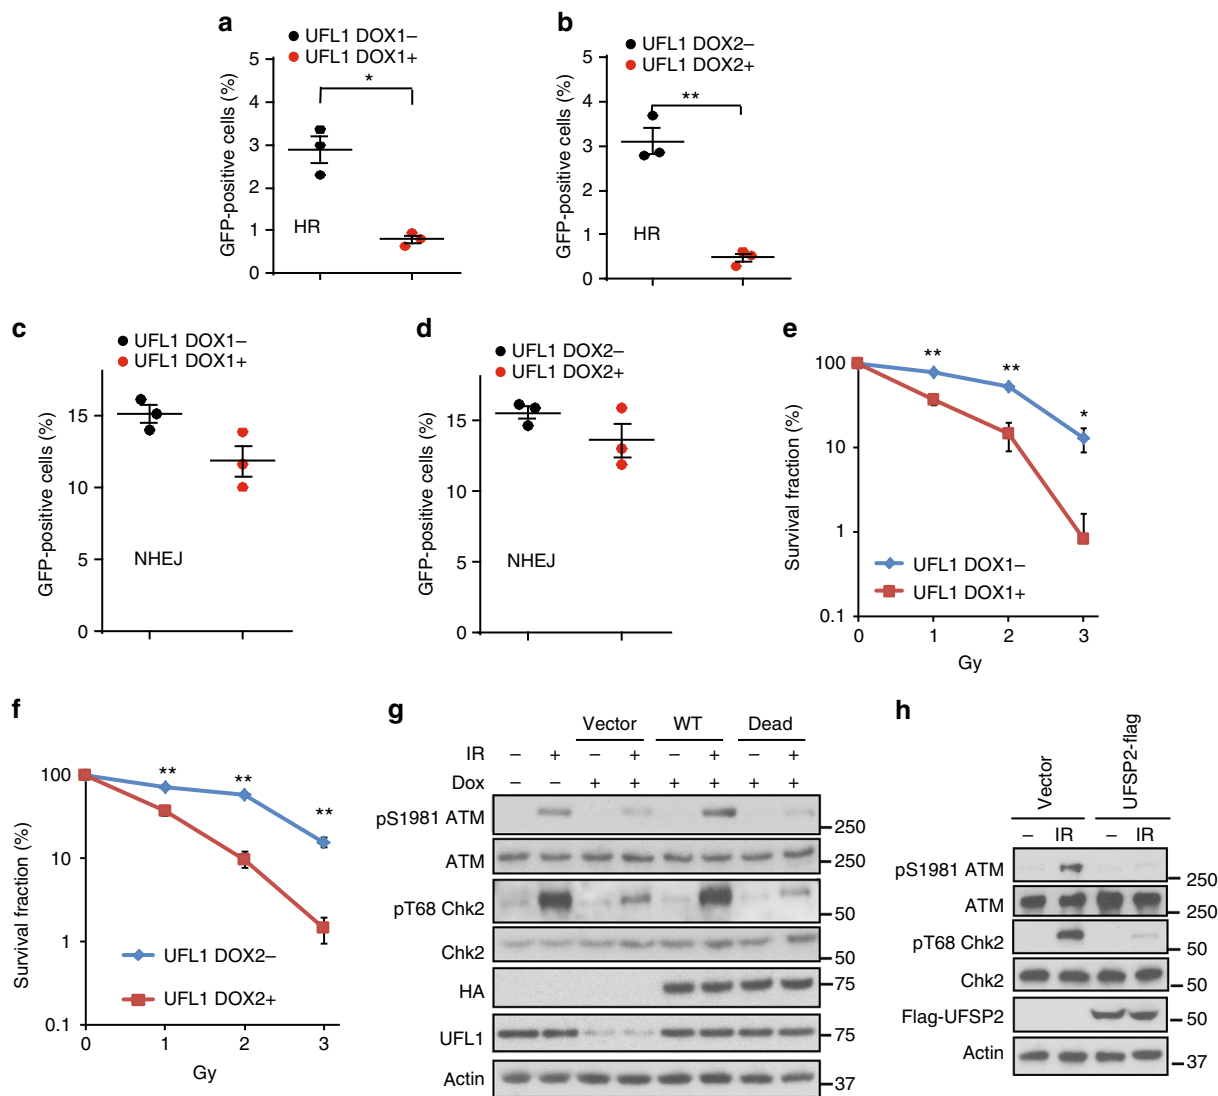 a
UFL1 DOX1–
UFL1 DOX1+
GFP-positive cells (%)
5
4
3
2
1
0
*
HR
b
UFL1 DOX2–
UFL1 DOX2+
GFP-positive cells (%)
5
4
3
2
1
0
**
HR
c
UFL1 DOX1–
UFL1 DOX1+
GFP-positive cells (%)
15
10
5
0
NHEJ
d
UFL1 DOX2–
UFL1 DOX2+
GFP-positive cells (%)
15
10
5
0
NHEJ
e
Survival fraction (%)
100
10
1
0.1
** ** *
UFL1 DOX1–
UFL1 DOX1+
0 1 2 3
Gy
f
Survival fraction (%)
100
10
1
0.1
** ** **
UFL1 DOX2–
UFL1 DOX2+
0 1 2 3
Gy
g
Vector WT Dead
IR – + – + – + – +
Dox – – + + + + + +
pS1981 ATM 250
ATM 250
pT68 Chk2 50
Chk2 50
HA 75
UFL1 75
Actin 37
h
Vector UFSP2-flag
– IR – IR
pS1981 ATM 250
ATM 250
pT68 Chk2 50
Chk2 50
Flag-UFSP2 50
Actin 37